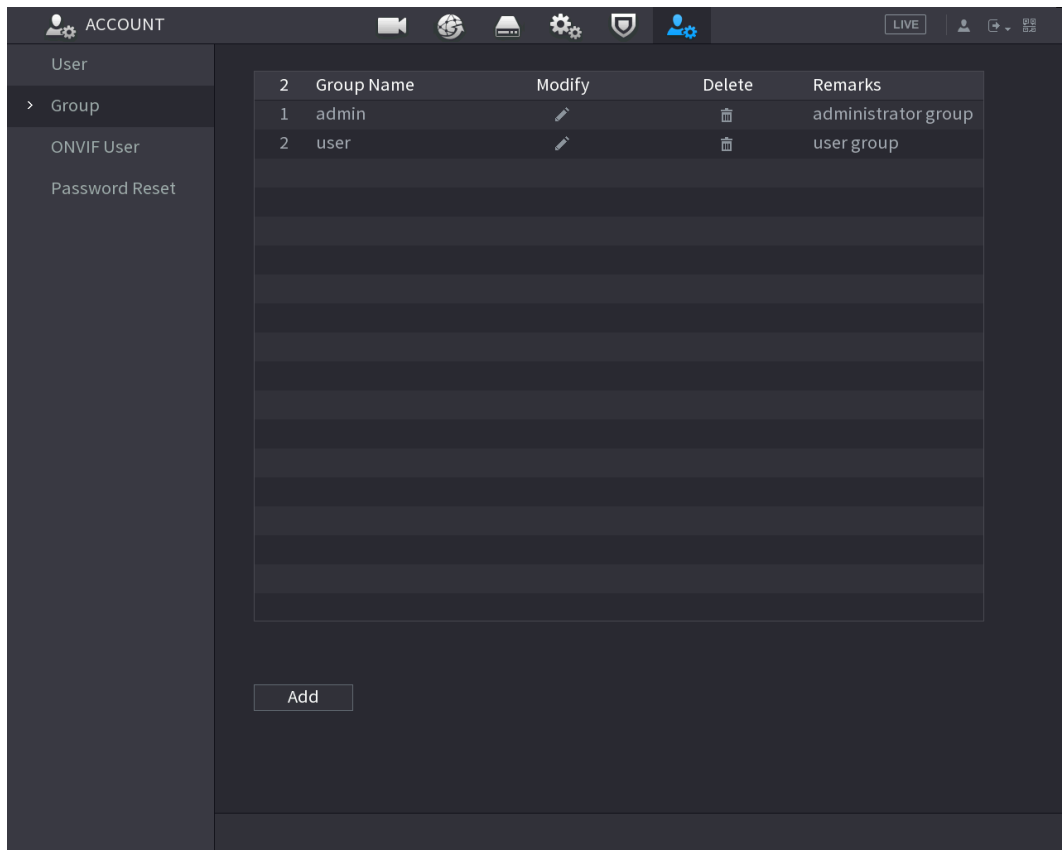 ACCOUNT
LIVE
User
Group
ONVIF User
Password Reset
2 Group Name Modify Delete Remarks
1 admin administrator group
2 user user group
Add